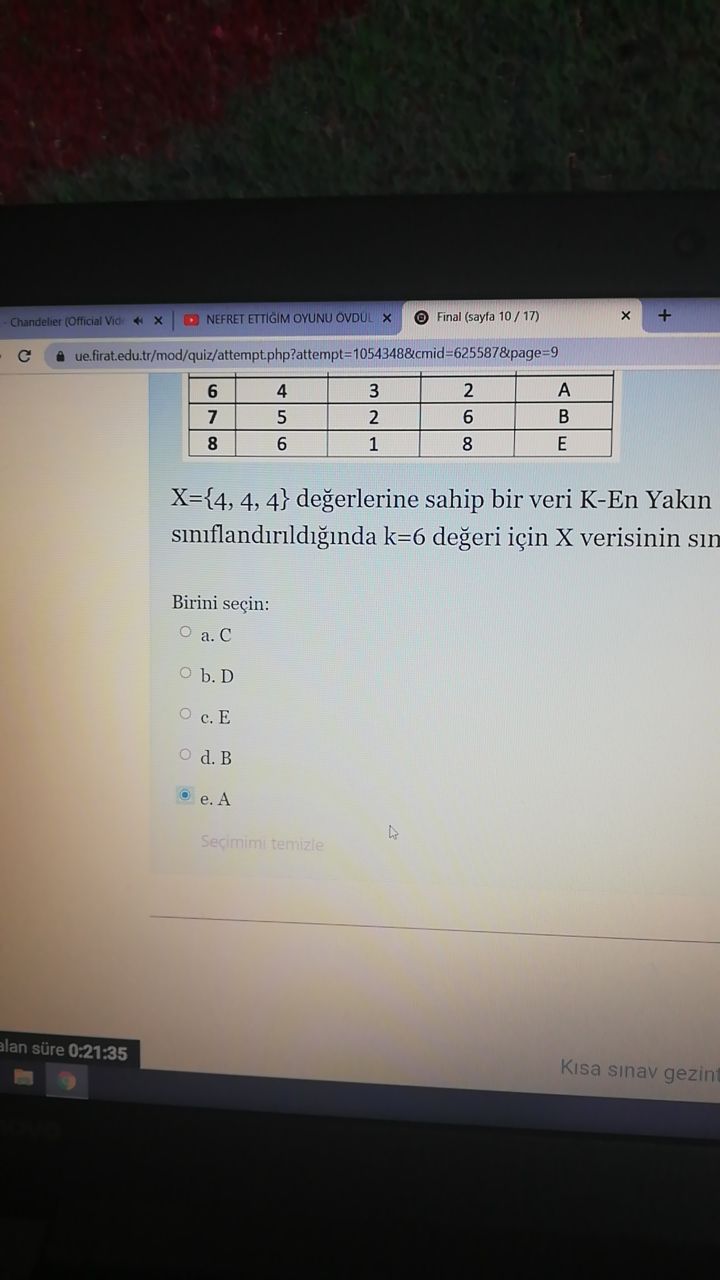 - Chandelier (Official Vid
NEFRET ETTİĞİM OYUNU ÖVDÜL
Final (sayfa 10 / 17)
ue.firat.edu.tr/mod/quiz/attempt.php?attempt=1054348&cmid=625587&page=9
6 4 3 2 A
7 5 2 6 B
8 6 1 8 E
X={4, 4, 4} değerlerine sahip bir veri K-En Yakın
sınıflandırıldığında k=6 değeri için X verisinin sın
Birini seçin:
a. C
b. D
c. E
d. B
e. A
Seçimimi temizle
alan süre 0:21:35
Kısa sınav gezint